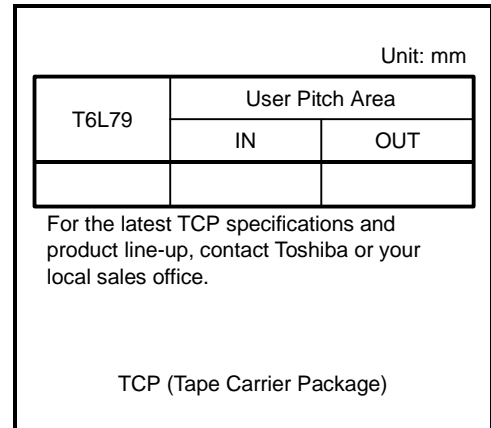 Unit: mm
T6L79
User Pitch Area
IN
OUT
For the latest TCP specifications and
product line-up, contact Toshiba or your
local sales office.
TCP (Tape Carrier Package)